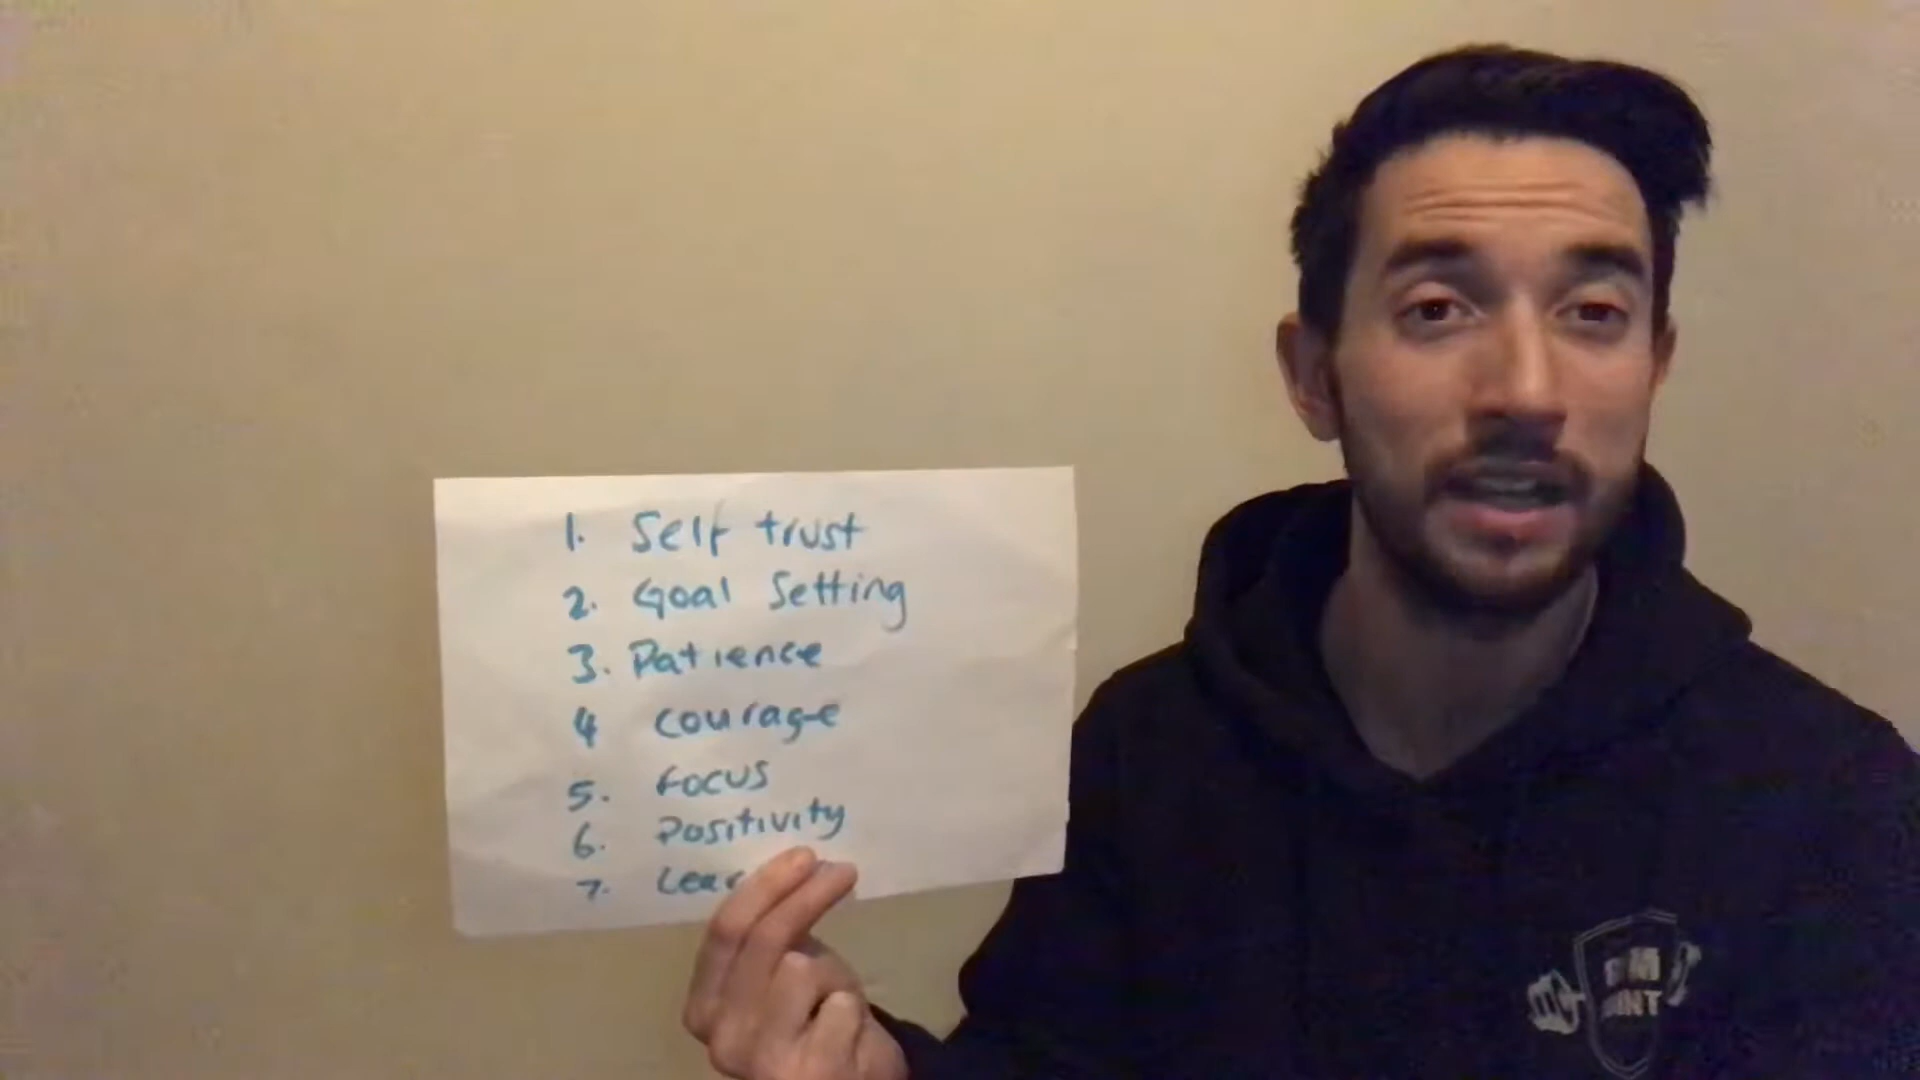 1. Self trust
2. Goal Setting
3. Patience
4 courage
5. focus
6. Positivity
7.